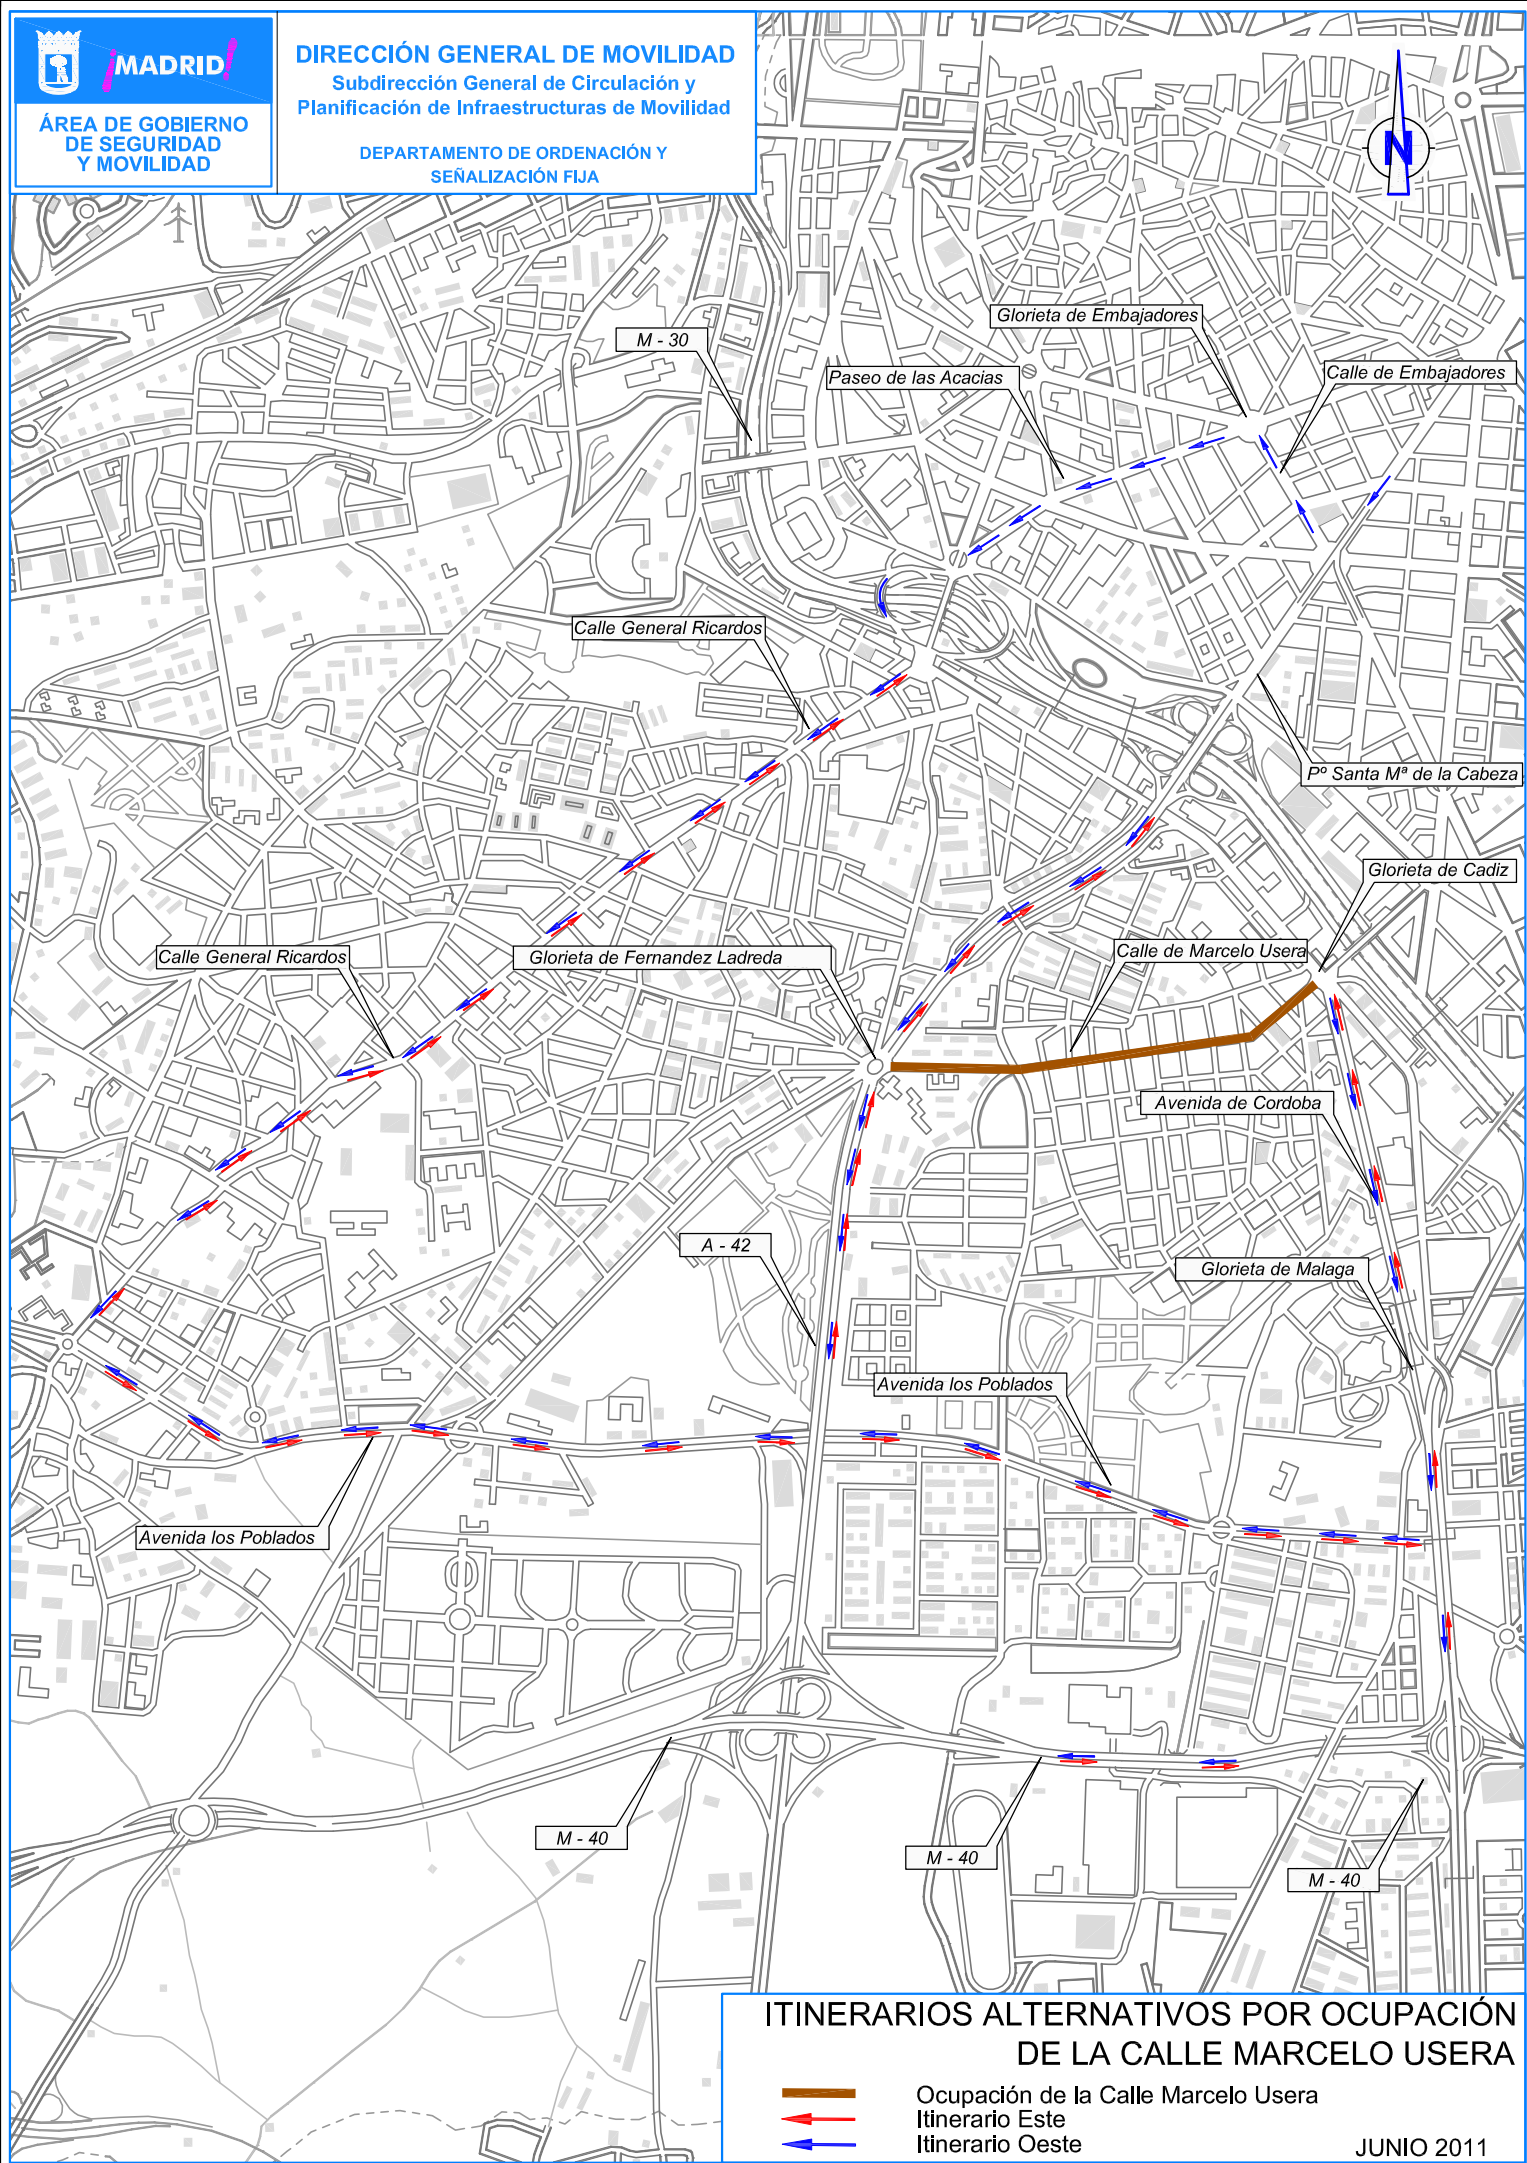 ¡MADRID!
ÁREA DE GOBIERNO
DE SEGURIDAD
Y MOVILIDAD
DIRECCIÓN GENERAL DE MOVILIDAD
Subdirección General de Circulación y
Planificación de Infraestructuras de Movilidad
DEPARTAMENTO DE ORDENACIÓN Y
SEÑALIZACIÓN FIJA
N
Glorieta de Embajadores
M - 30
Calle de Embajadores
Paseo de las Acacias
Calle General Ricardos
Pº Santa Mª de la Cabeza
Glorieta de Cadiz
Calle General Ricardos
Glorieta de Fernandez Ladreda
Calle de Marcelo Usera
Avenida de Cordoba
A - 42
Glorieta de Malaga
Avenida los Poblados
Avenida los Poblados
M - 40
M - 40
M - 40
ITINERARIOS ALTERNATIVOS POR OCUPACIÓN
DE LA CALLE MARCELO USERA
Ocupación de la Calle Marcelo Usera
Itinerario Este
Itinerario Oeste
JUNIO 2011